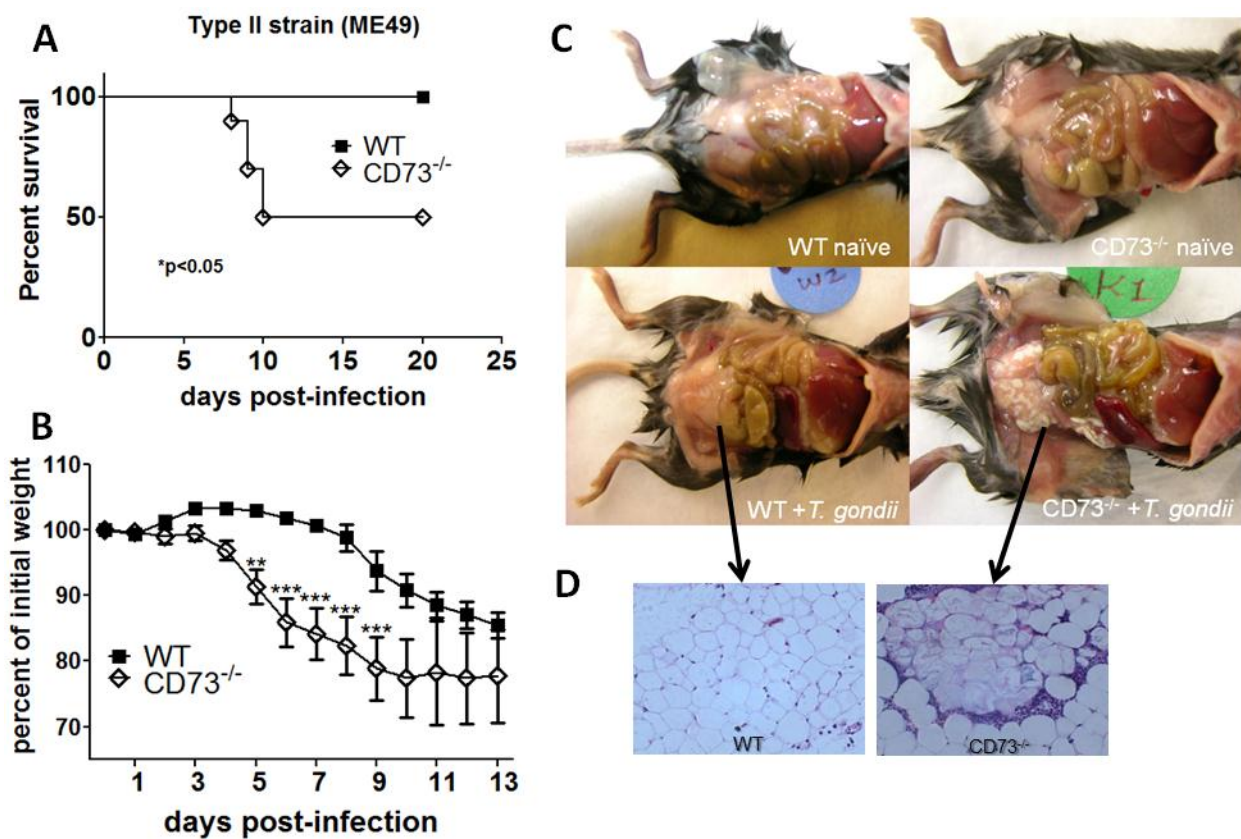 A
Type II strain (ME49)
Percent survival
100
50
0
WT
CD73-/-
*p<0.05
0 5 10 15 20 25
days post-infection
B
percent of initial weight
110
100
90
80
70
** *** *** *** ***
WT
CD73-/-
1 3 5 7 9 11 13
days post-infection
C
WT naïve
CD73-/- naïve
W2
K1
WT + T. gondii
CD73-/- + T. gondii
D
WT
CD73-/-